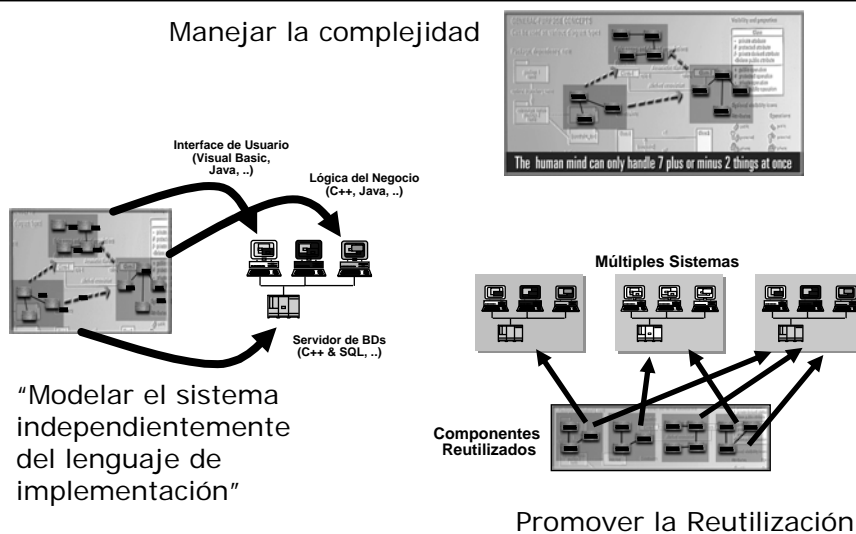 Manejar la complejidad
The human mind can only handle 7 plus or minus 2 things at once
Interface de Usuario
(Visual Basic,
Java, ..)
Lógica del Negocio
(C++, Java, ..)
Servidor de BDs
(C++ & SQL, ..)
“Modelar el sistema
independientemente
del lenguaje de
implementación”
Múltiples Sistemas
Componentes
Reutilizados
Promover la Reutilización